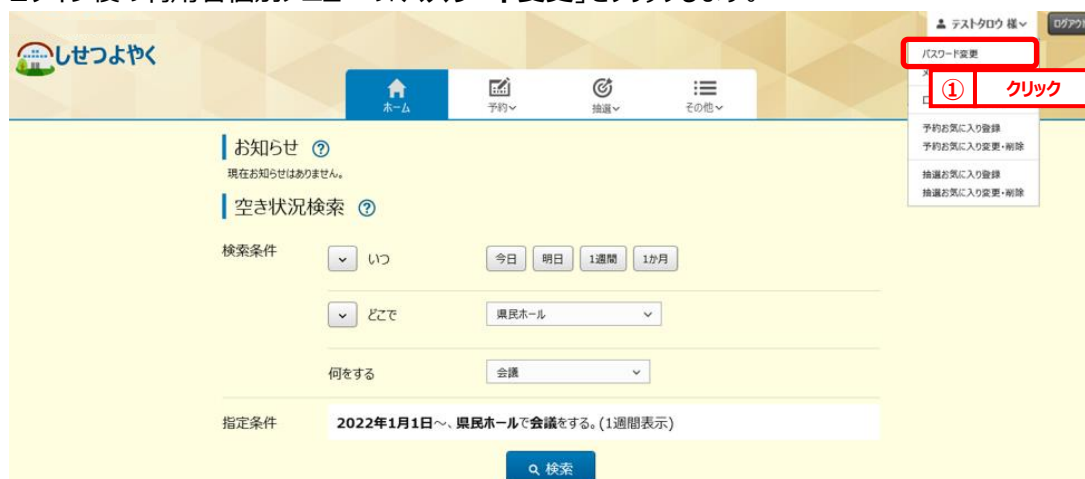 テストタロウ 様
ログアウ
しせつよやく
パスワード変更
① クリック
ホーム
予約
抽選
その他
予約お気に入り登録
予約お気に入り変更・削除
抽選お気に入り登録
抽選お気に入り変更・削除
お知らせ ?
現在お知らせはありません。
空き状況検索 ?
検索条件
いつ
今日 明日 1週間 1か月
どこで
県民ホール
何をする
会議
指定条件
2022年1月1日～、県民ホールで会議をする。(1週間表示)
検索